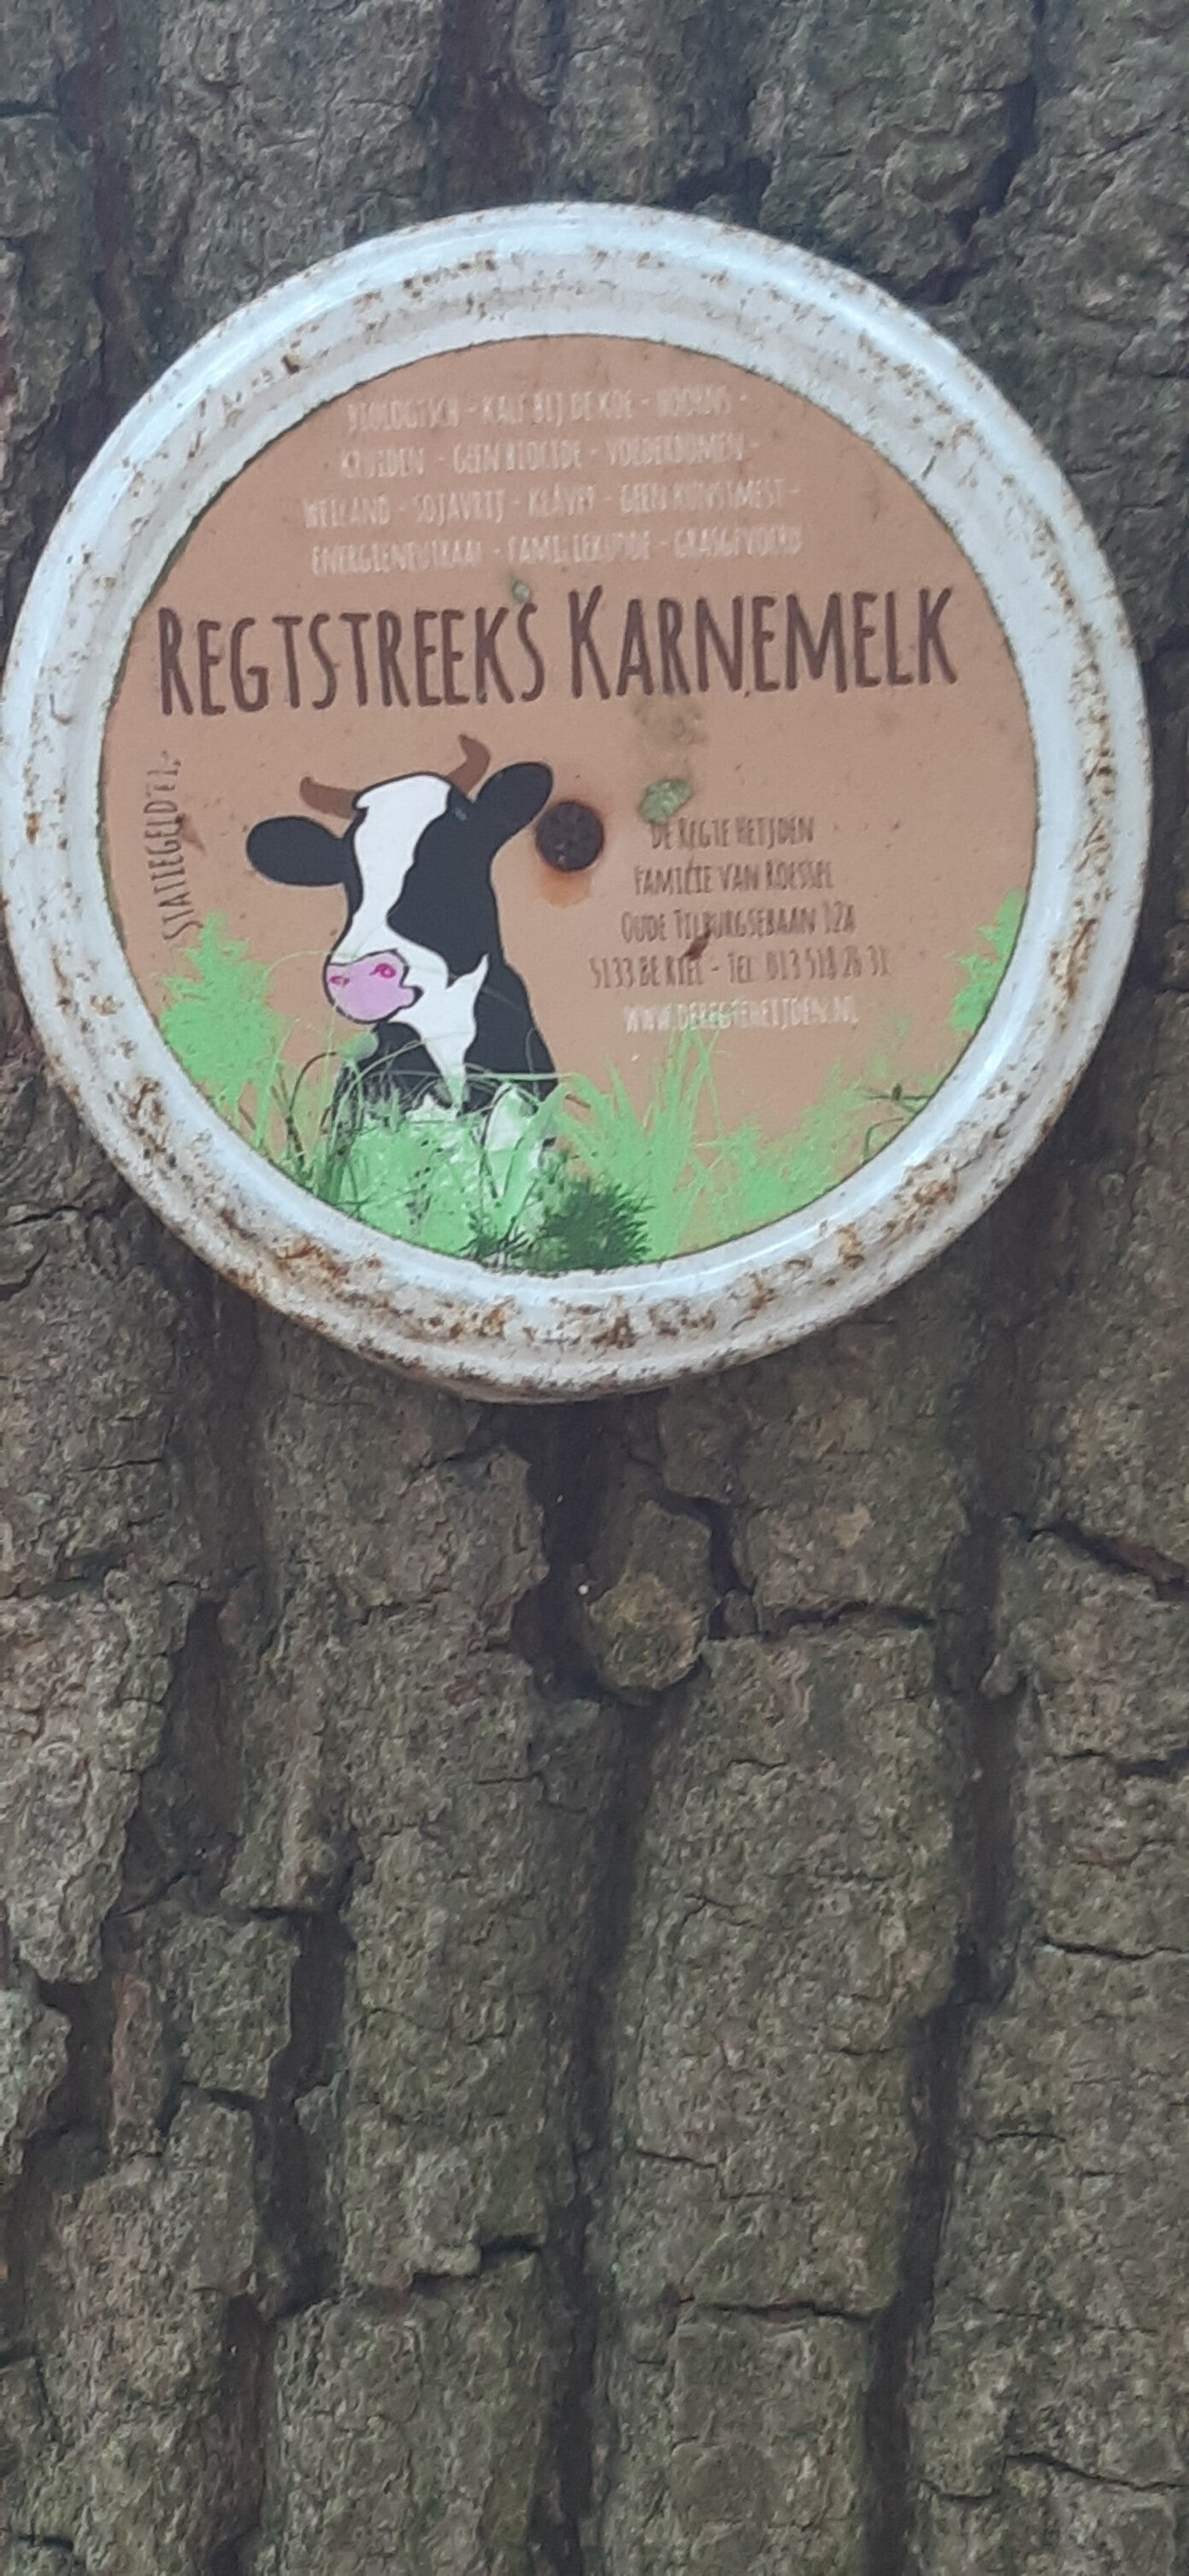 BIOLOGISCH - KALF BIJ DE KOE - HOORNS -
KRUIDEN - GEEN BIOCIDE - VOEDERBOMEN -
WEILAND - SOJAVRIJ - KLAVER - GEEN KUNSTMEST -
ENERGIENEUTRAAL - FAMILIEKUDDE - GRASGEVOERD
REGTSTREEKS KARNEMELK
STATIEGELD € 1,-
DE REGTE HEIJDEN
FAMILIE VAN ROESSEL
OUDE TILBURGSEBAAN 12A
5133 BE RIEL - TEL. 013 518 26 31
WWW.DEREGTEHEIJDEN.NL